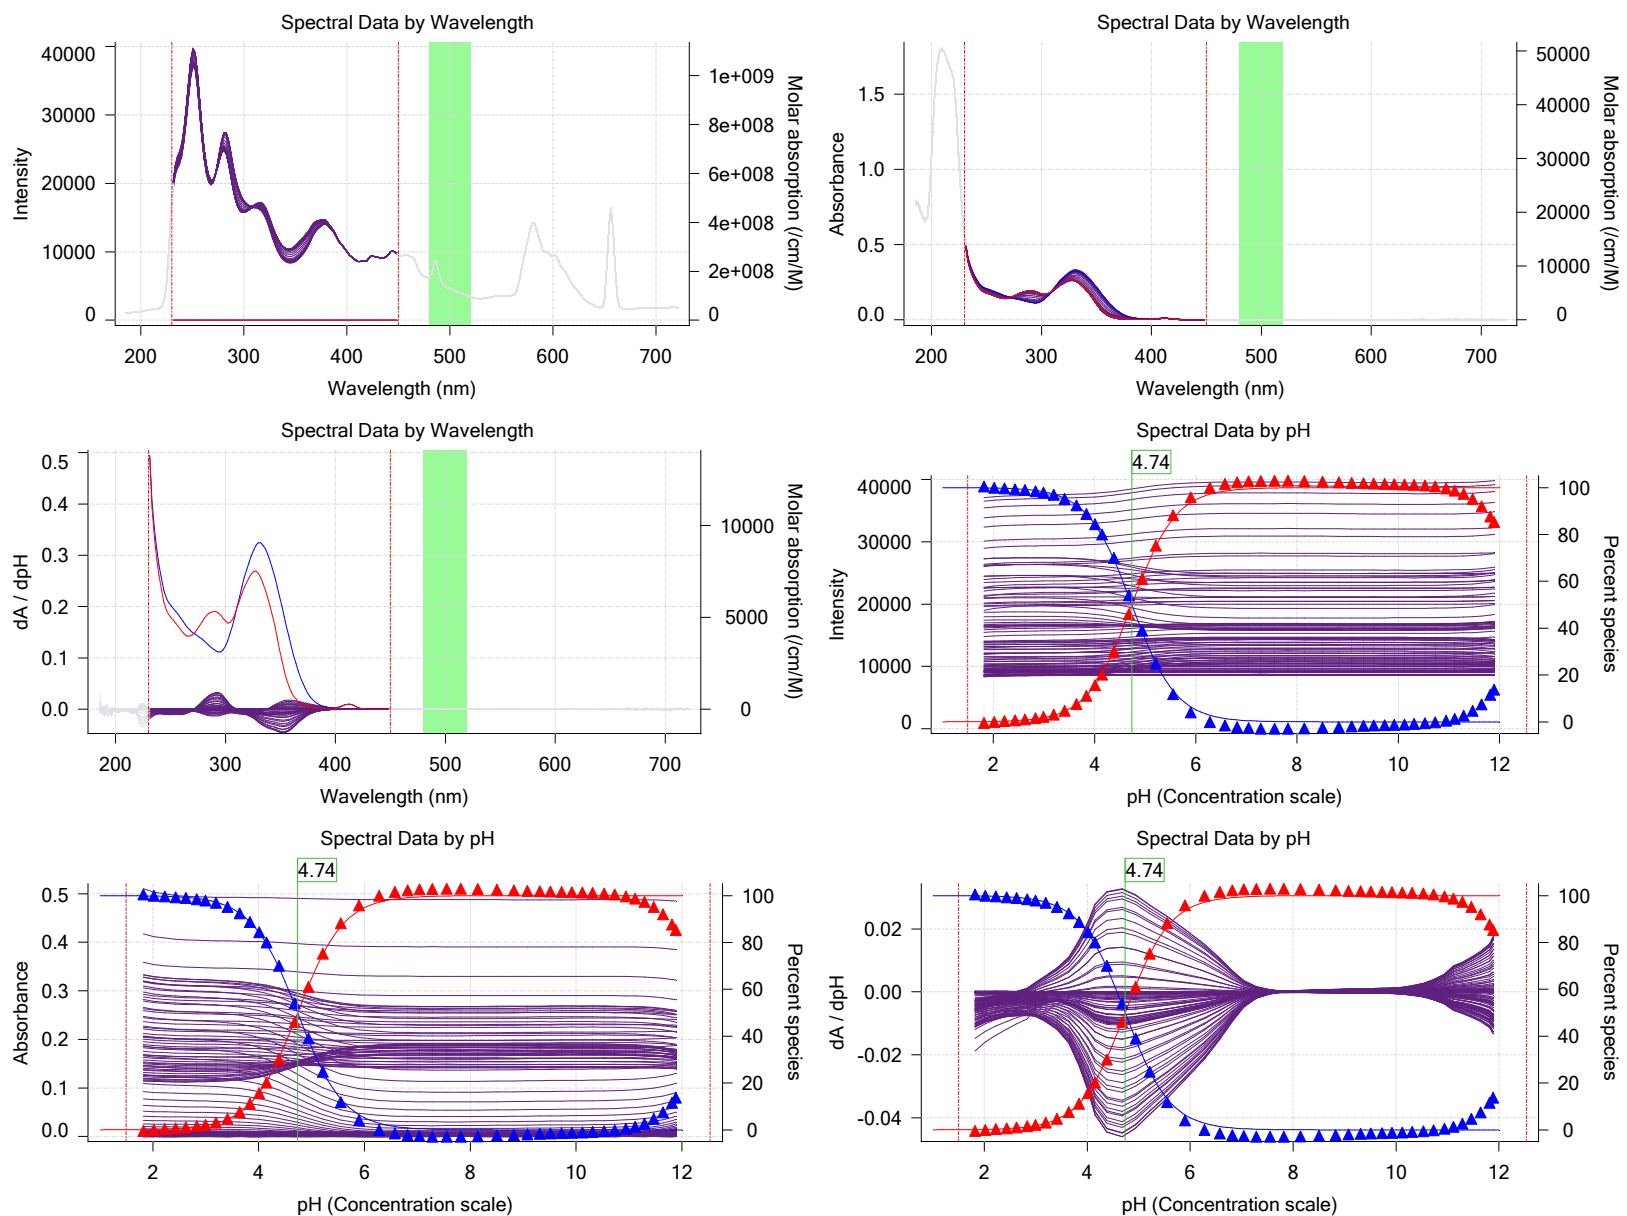 Spectral Data by Wavelength
40000
30000
20000
10000
0
Intensity
1e+009
8e+008
6e+008
4e+008
2e+008
0
Molar absorption (/cm/M)
200 300 400 500 600 700
Wavelength (nm)
Spectral Data by Wavelength
1.5
1.0
0.5
0.0
Absorbance
50000
40000
30000
20000
10000
0
Molar absorption (/cm/M)
200 300 400 500 600 700
Wavelength (nm)
Spectral Data by Wavelength
0.5
0.4
0.3
0.2
0.1
0.0
dA / dpH
10000
5000
0
Molar absorption (/cm/M)
200 300 400 500 600 700
Wavelength (nm)
Spectral Data by pH
4.74
40000
30000
20000
10000
0
Intensity
100
80
60
40
20
0
Percent species
2 4 6 8 10 12
pH (Concentration scale)
Spectral Data by pH
4.74
0.5
0.4
0.3
0.2
0.1
0.0
Absorbance
100
80
60
40
20
0
Percent species
2 4 6 8 10 12
pH (Concentration scale)
Spectral Data by pH
4.74
0.02
0.00
-0.02
-0.04
dA / dpH
100
80
60
40
20
0
Percent species
2 4 6 8 10 12
pH (Concentration scale)